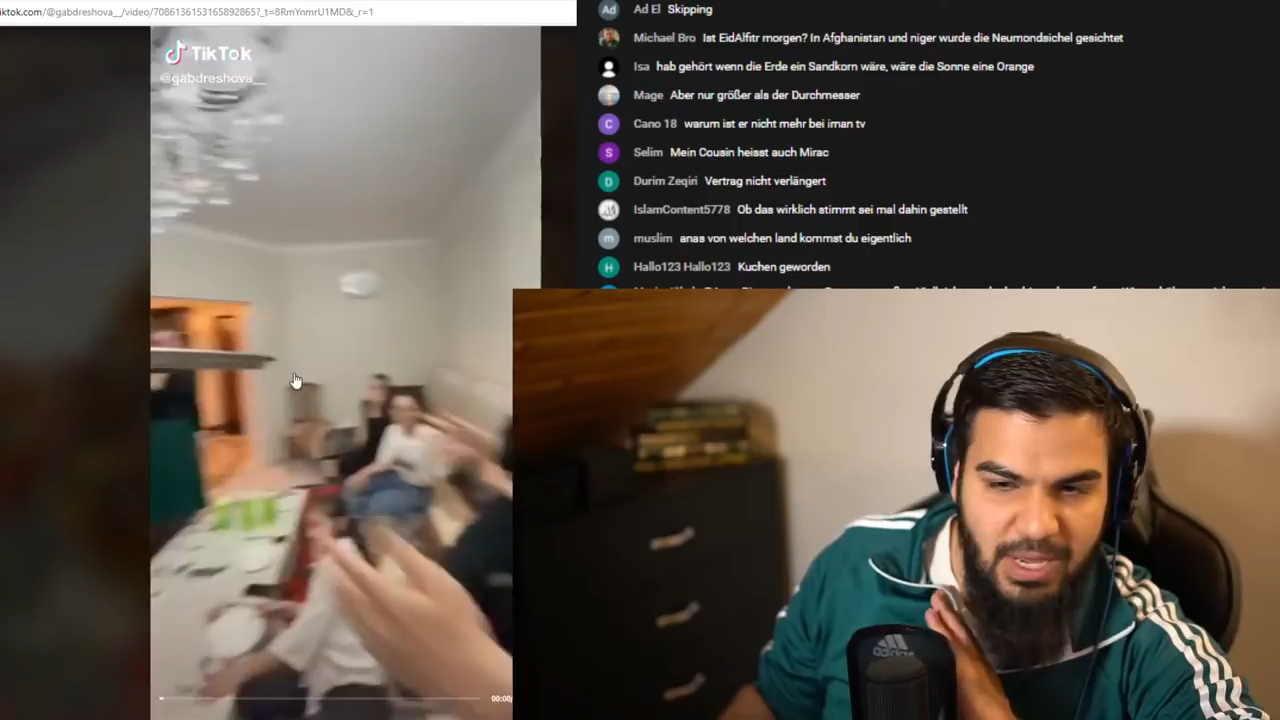 iktok.com/@gabdreshova__/video/7086136153165892865?_t=8RmYnmrU1MD&_r=1
TikTok
@gabdreshova__
00:00
Ad
Ad El Skipping
Michael Bro Ist EidAlfitr morgen? In Afghanistan und niger wurde die Neumondsichel gesichtet
Isa hab gehört wenn die Erde ein Sandkorn wäre, wäre die Sonne eine Orange
Mage Aber nur größer als der Durchmesser
C
Cano 18 warum ist er nicht mehr bei iman tv
S
Selim Mein Cousin heisst auch Mirac
D
Durim Zeqiri Vertrag nicht verlängert
IslamContent5778 Ob das wirklich stimmt sei mal dahin gestellt
m
muslim anas von welchen land kommst du eigentlich
H
Hallo123 Hallo123 Kuchen geworden
adidas